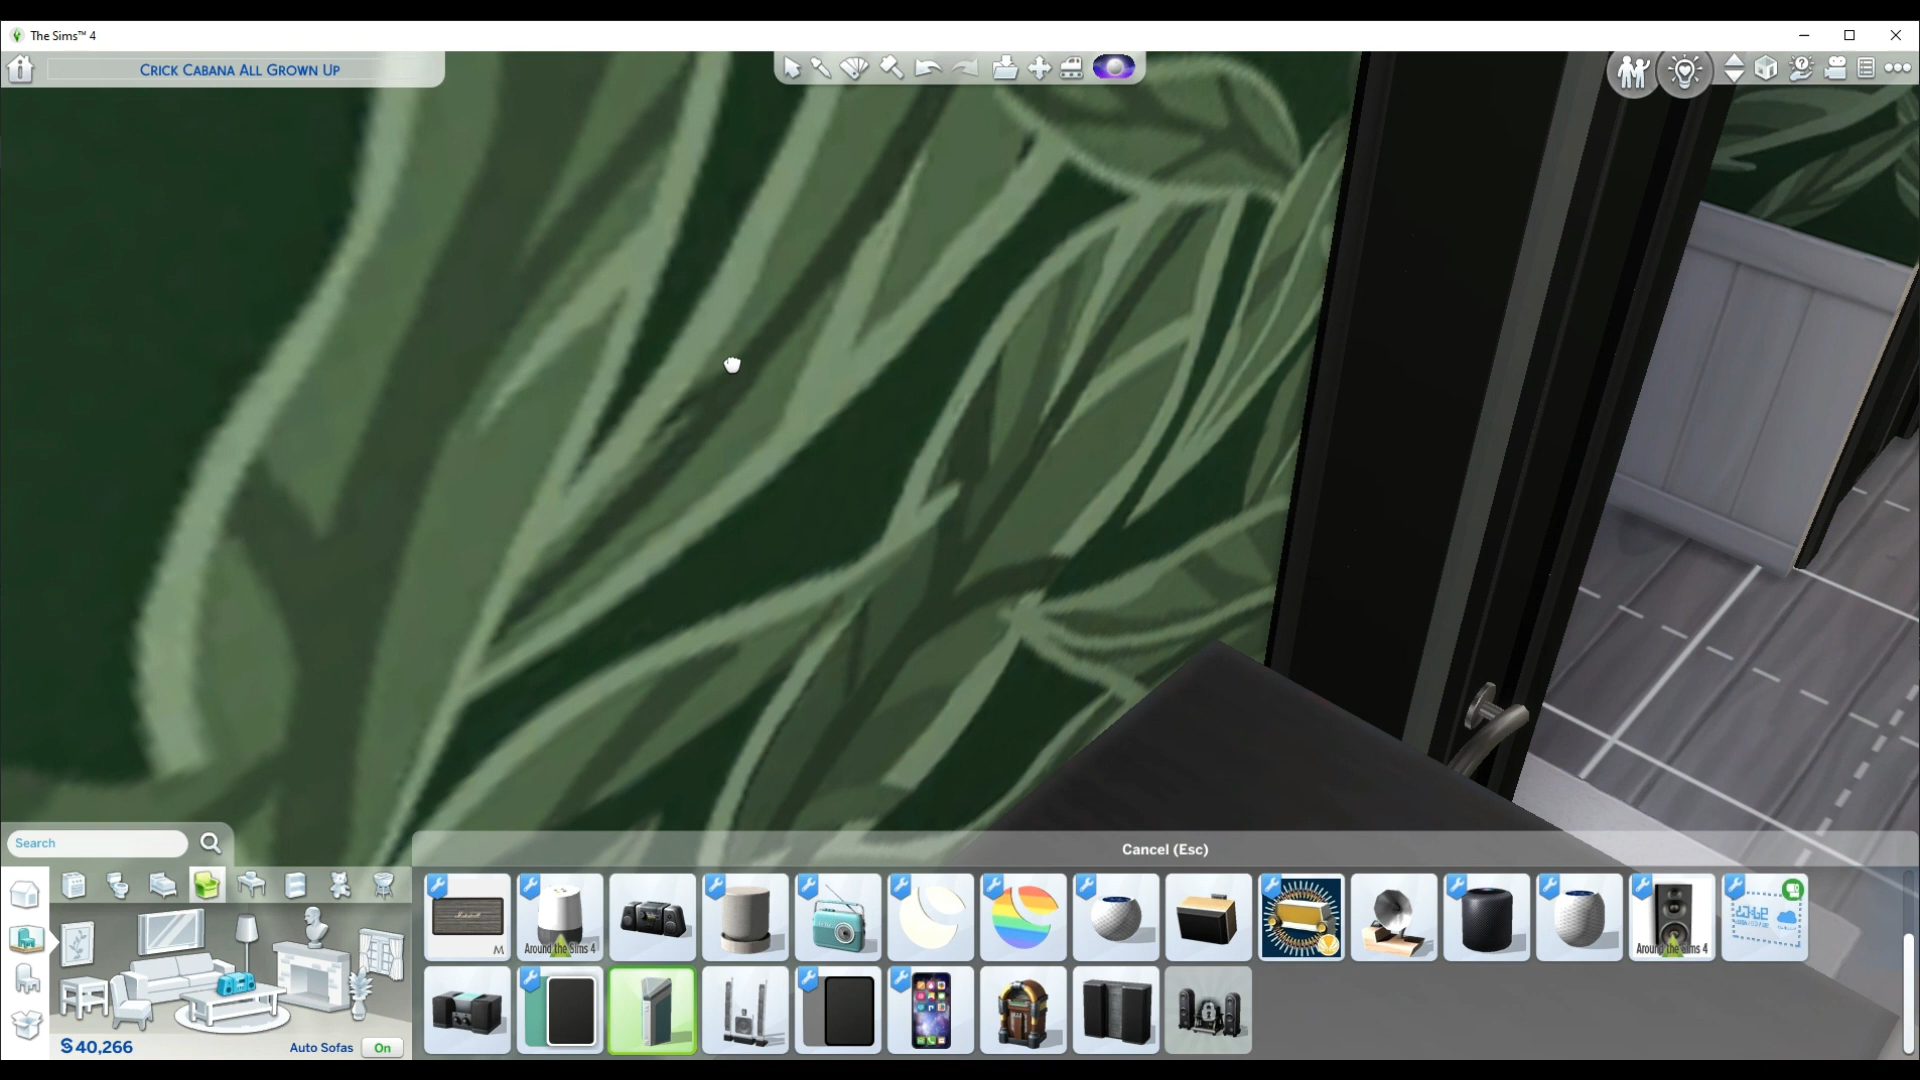 The Sims™ 4
CRICK CABANA ALL GROWN UP
Search
Cancel (Esc)
Marshall
M
Around the Sims 4
Around the Sims 4
§40,266
Auto Sofas
On